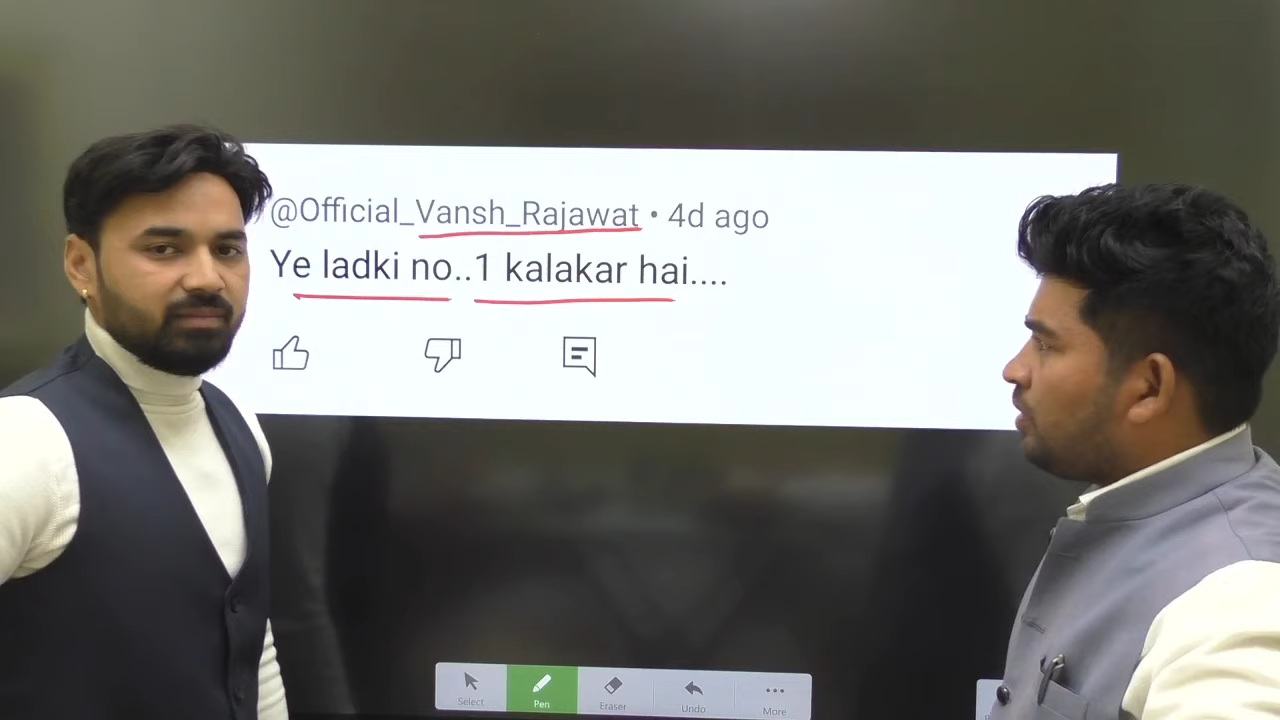 @Official_Vansh_Rajawat • 4d ago
Ye ladki no..1 kalakar hai....
Select Pen Eraser Undo More